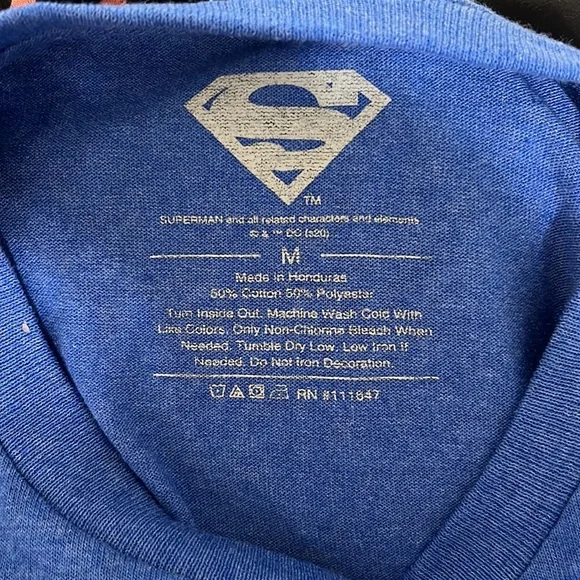 S
TM
SUPERMAN and all related characters and elements
© & ™ DC (s20)
M
Made in Honduras
50% Cotton 50% Polyester
Turn Inside Out. Machine Wash Cold With
Like Colors. Only Non-Chlorine Bleach When
Needed. Tumble Dry Low. Low Iron If
Needed. Do Not Iron Decoration.
RN #111647